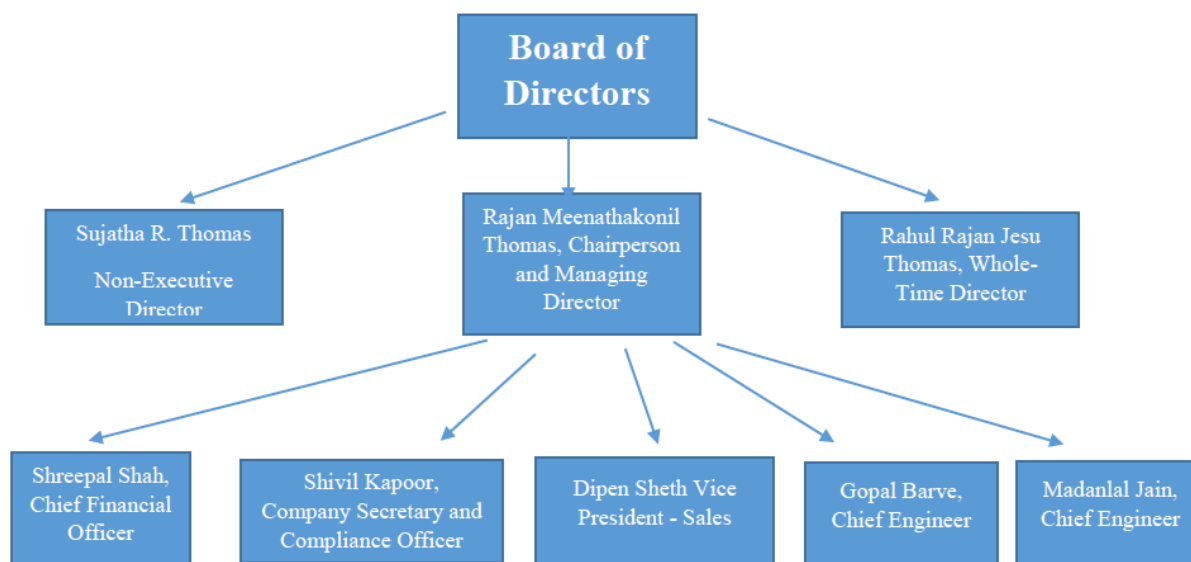 Board of
Directors
Sujatha R. Thomas
Non-Executive
Director
Rajan Meenathakonil
Thomas, Chairperson
and Managing
Director
Rahul Rajan Jesu
Thomas, Whole-
Time Director
Shreepal Shah,
Chief Financial
Officer
Shivil Kapoor,
Company Secretary and
Compliance Officer
Dipen Sheth Vice
President - Sales
Gopal Barve,
Chief Engineer
Madanlal Jain,
Chief Engineer